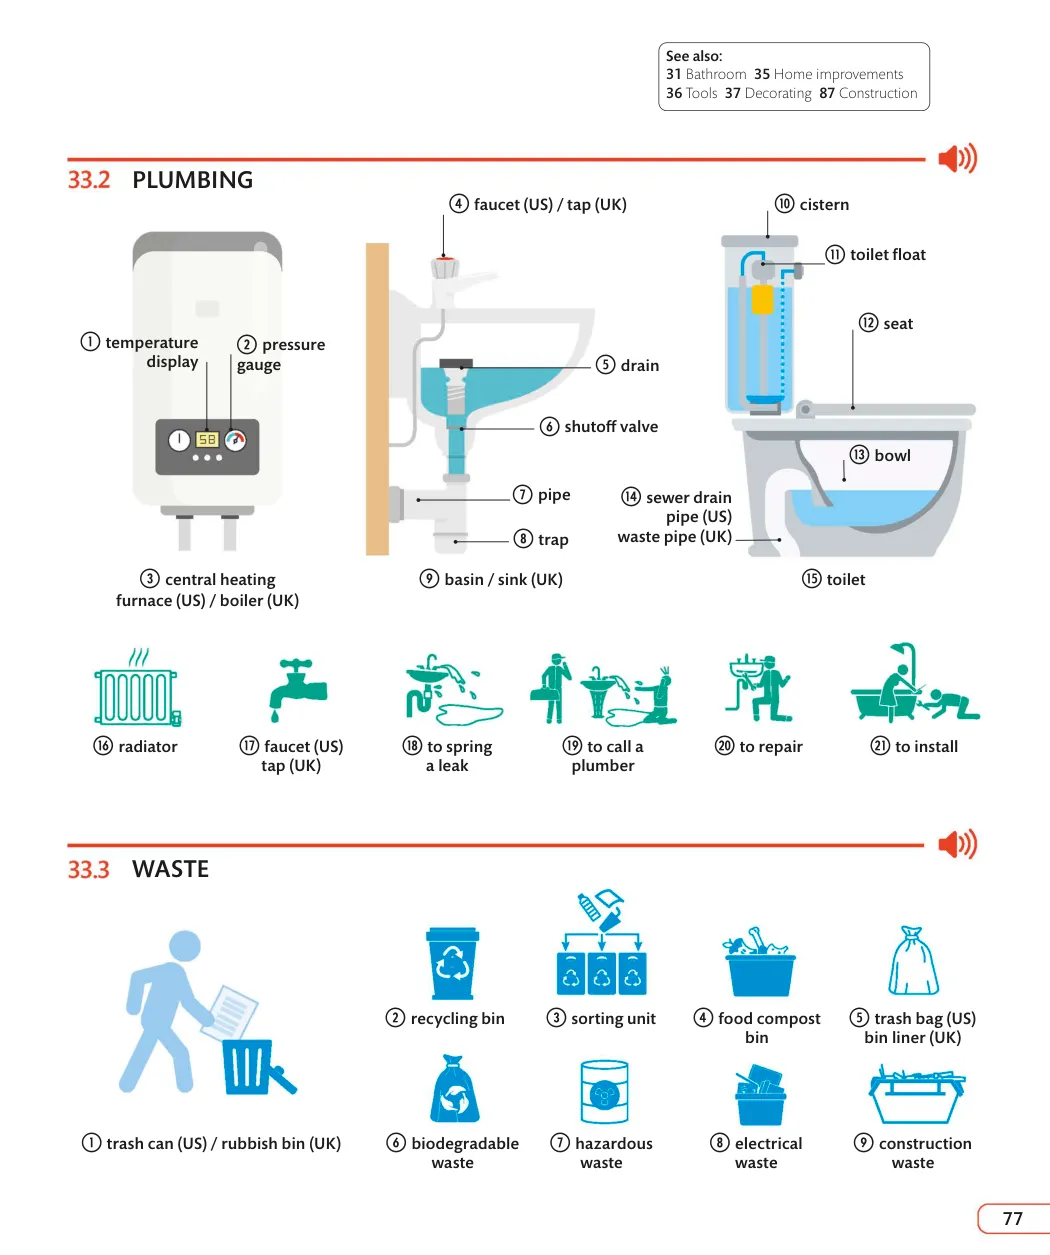 See also:
31 Bathroom 35 Home improvements
36 Tools 37 Decorating 87 Construction
33.2 PLUMBING
① temperature
display
② pressure
gauge
58
③ central heating
furnace (US) / boiler (UK)
④ faucet (US) / tap (UK)
⑤ drain
⑥ shutoff valve
⑦ pipe
⑧ trap
⑨ basin / sink (UK)
⑩ cistern
⑪ toilet float
⑫ seat
⑬ bowl
⑭ sewer drain
pipe (US)
waste pipe (UK)
⑮ toilet
⑯ radiator
⑰ faucet (US)
tap (UK)
⑱ to spring
a leak
⑲ to call a
plumber
⑳ to repair
㉑ to install
33.3 WASTE
① trash can (US) / rubbish bin (UK)
② recycling bin
③ sorting unit
④ food compost
bin
⑤ trash bag (US)
bin liner (UK)
⑥ biodegradable
waste
⑦ hazardous
waste
⑧ electrical
waste
⑨ construction
waste
77